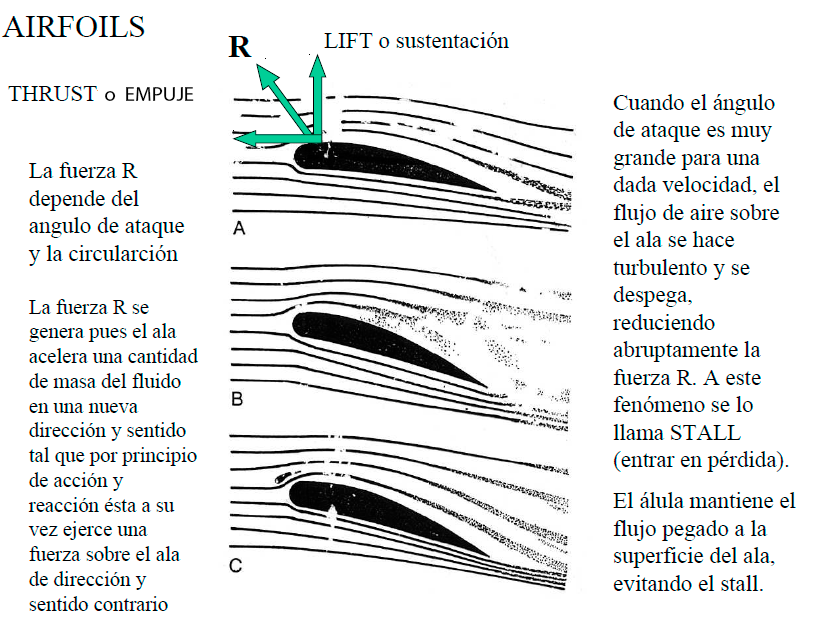 AIRFOILS
R
LIFT o sustentación
THRUST o EMPUJE
La fuerza R
depende del
angulo de ataque
y la circularción
La fuerza R se
genera pues el ala
acelera una cantidad
de masa del fluido
en una nueva
dirección y sentido
tal que por principio
de acción y
reacción ésta a su
vez ejerce una
fuerza sobre el ala
de dirección y
sentido contrario
A
B
C
Cuando el ángulo
de ataque es muy
grande para una
dada velocidad, el
flujo de aire sobre
el ala se hace
turbulento y se
despega,
reduciendo
abruptamente la
fuerza R. A este
fenómeno se lo
llama STALL
(entrar en pérdida).
El álula mantiene el
flujo pegado a la
superficie del ala,
evitando el stall.